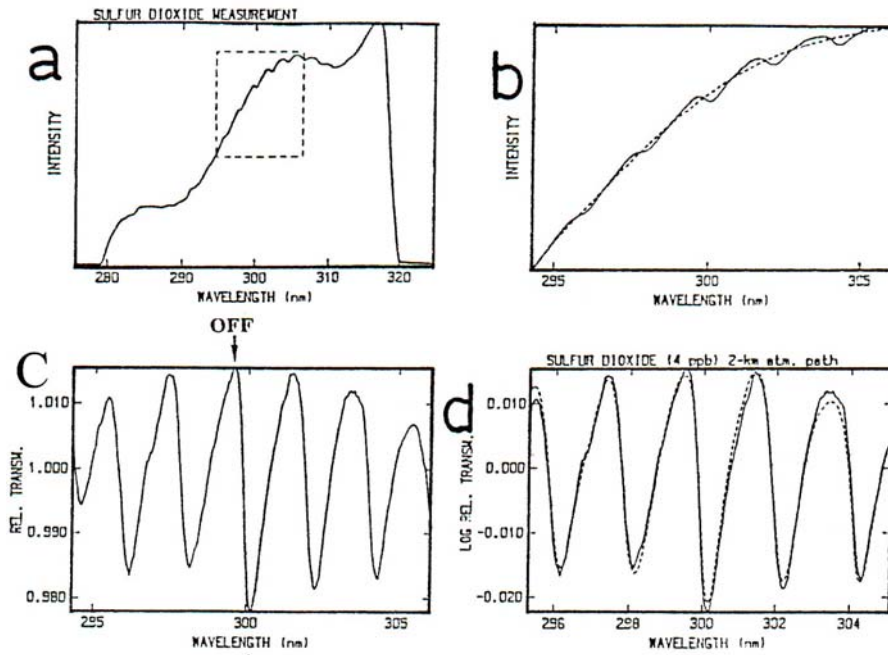 SULFUR DIOXIDE MEASUREMENT
a
INTENSITY
280 290 300 310 320
WAVELENGTH (nm)
b
INTENSITY
295 300 305
WAVELENGTH (nm)
OFF
C
REL. TRANSM.
1.010
1.000
0.990
0.980
295 300 305
WAVELENGTH (nm)
SULFUR DIOXIDE (4 ppb) 2-km atm. path
d
LOG REL. TRANSM.
0.010
0.000
-0.010
-0.020
296 298 300 302 304
WAVELENGTH (nm)